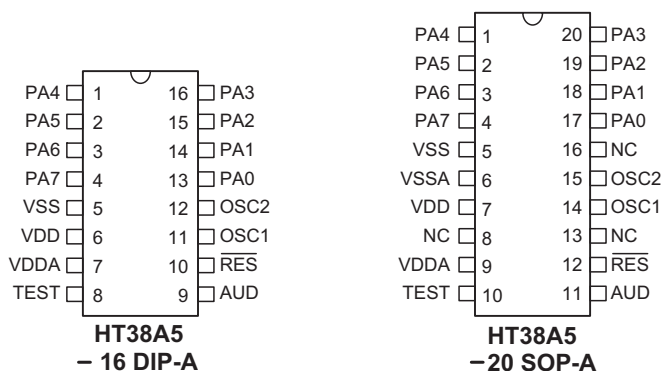 PA4 1 16 PA3
PA5 2 15 PA2
PA6 3 14 PA1
PA7 4 13 PA0
VSS 5 12 OSC2
VDD 6 11 OSC1
VDDA 7 10 RES
TEST 8 9 AUD
HT38A5
– 16 DIP-A
PA4 1 20 PA3
PA5 2 19 PA2
PA6 3 18 PA1
PA7 4 17 PA0
VSS 5 16 NC
VSSA 6 15 OSC2
VDD 7 14 OSC1
NC 8 13 NC
VDDA 9 12 RES
TEST 10 11 AUD
HT38A5
– 20 SOP-A